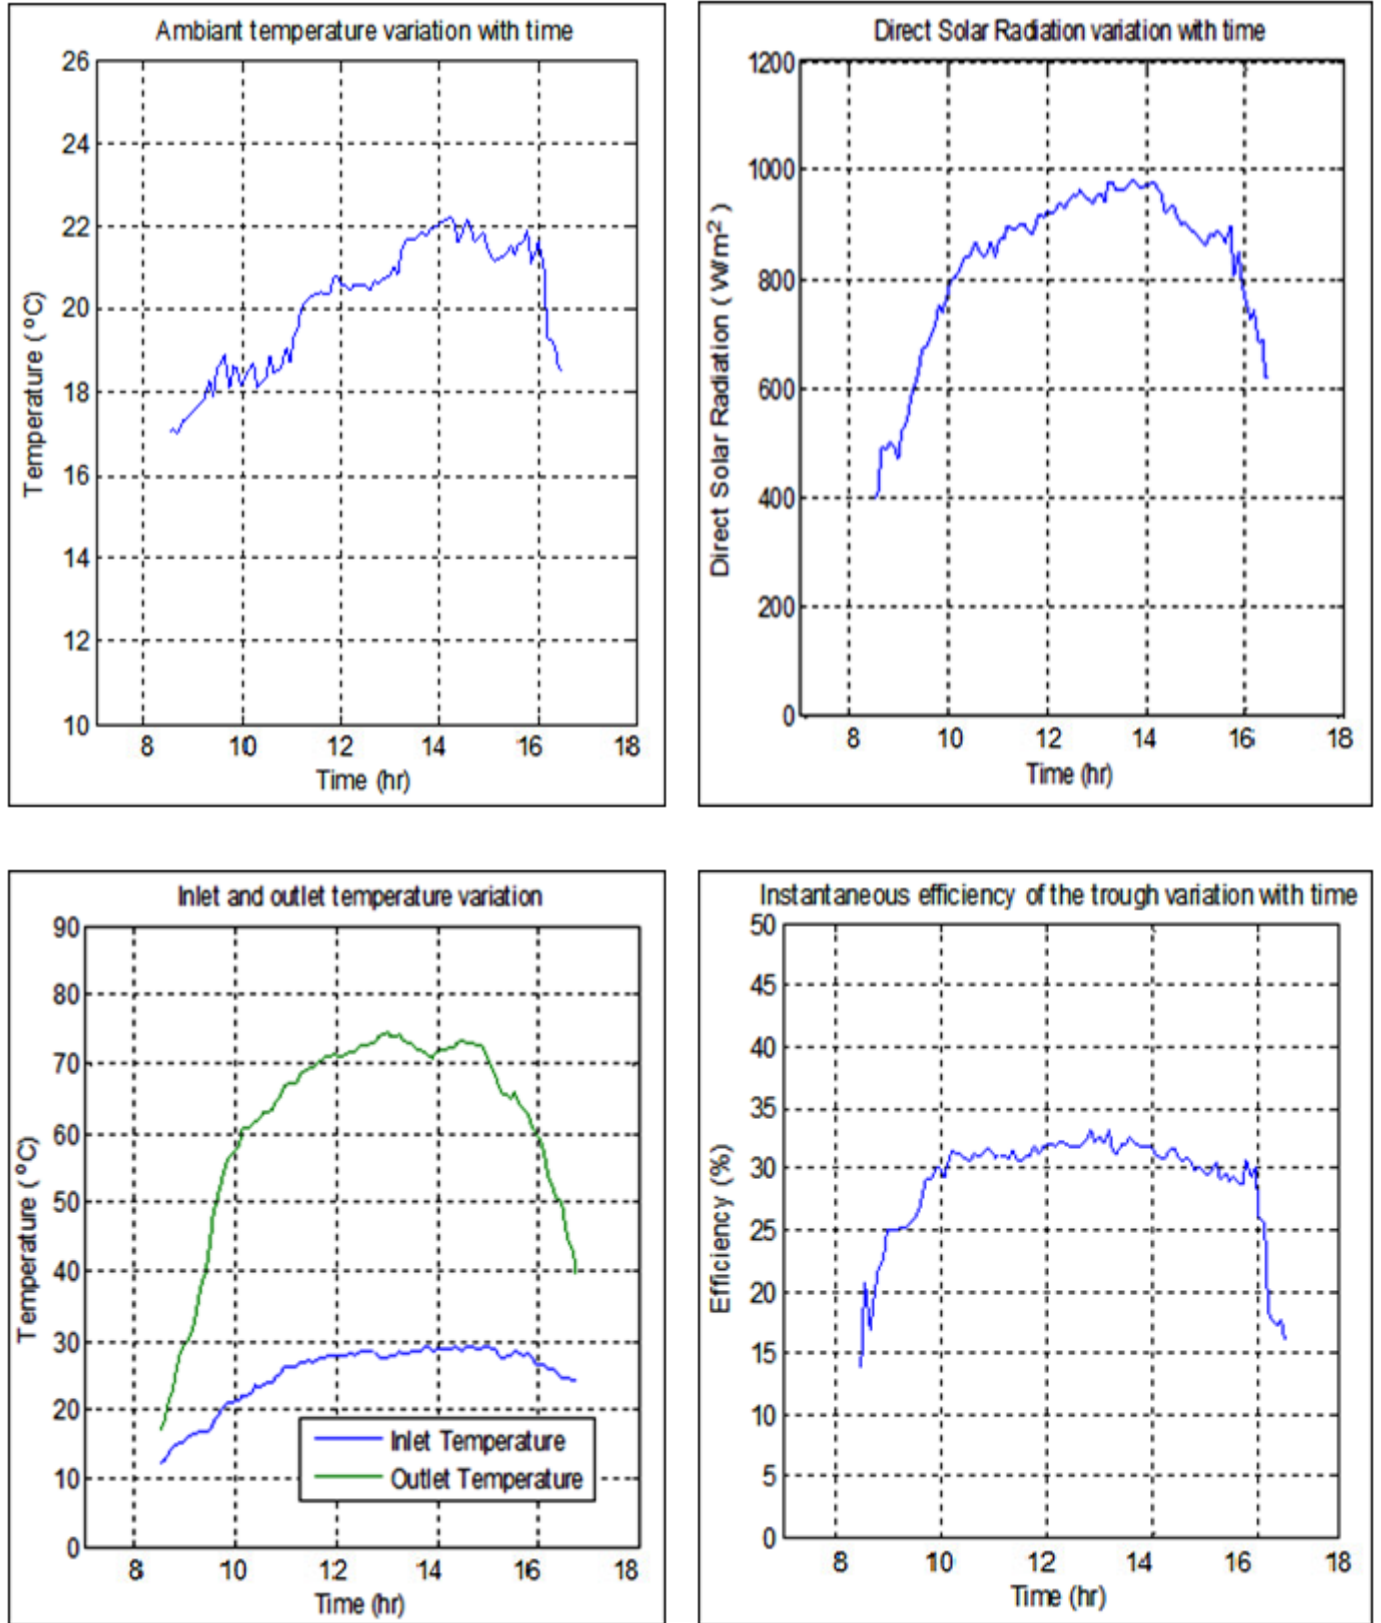 Ambiant temperature variation with time
26
24
22
20
18
16
14
12
10
Temperature ( ºC)
8 10 12 14 16 18
Time (hr)
Direct Solar Radiation variation with time
1200
1000
800
600
400
200
0
Direct Solar Radiation ( W/m² )
8 10 12 14 16 18
Time (hr)
Inlet and outlet temperature variation
90
80
70
60
50
40
30
20
10
0
Temperature ( ºC)
Inlet Temperature
Outlet Temperature
8 10 12 14 16 18
Time (hr)
Instantaneous efficiency of the trough variation with time
50
45
40
35
30
25
20
15
10
5
0
Efficiency (%)
8 10 12 14 16 18
Time (hr)